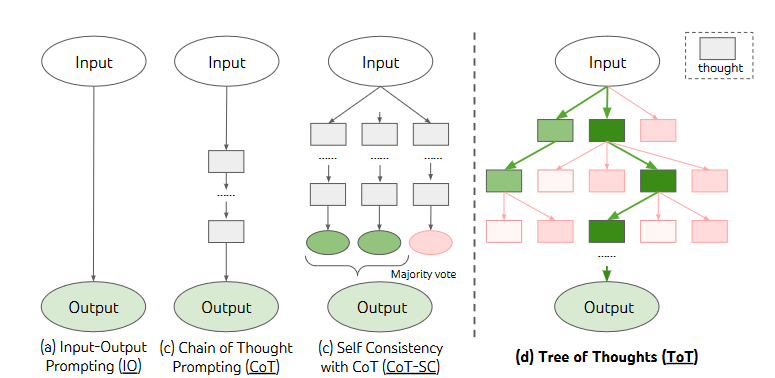 Input
Input
Input
Input
thought
......
......
......
......
......
Majority vote
Output
Output
Output
Output
(a) Input-Output
Prompting (IO)
(c) Chain of Thought
Prompting (CoT)
(c) Self Consistency
with CoT (CoT-SC)
(d) Tree of Thoughts (ToT)